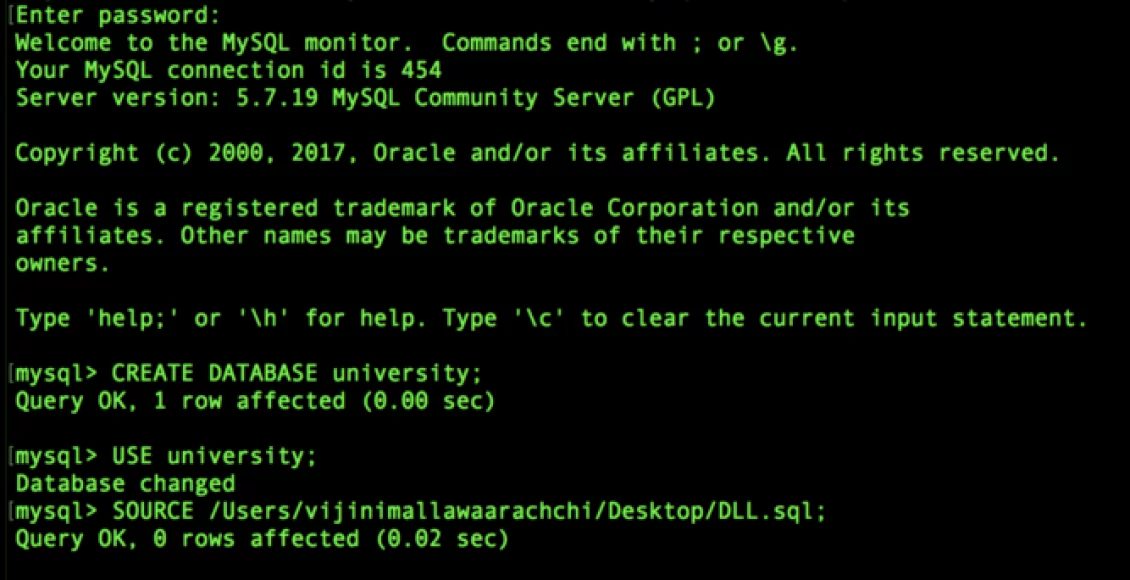 [Enter password:
Welcome to the MySQL monitor.  Commands end with ; or \g.
Your MySQL connection id is 454
Server version: 5.7.19 MySQL Community Server (GPL)
Copyright (c) 2000, 2017, Oracle and/or its affiliates. All rights reserved.
Oracle is a registered trademark of Oracle Corporation and/or its
affiliates. Other names may be trademarks of their respective
owners.
Type 'help;' or '\h' for help. Type '\c' to clear the current input statement.
[mysql> CREATE DATABASE university;
Query OK, 1 row affected (0.00 sec)
[mysql> USE university;
Database changed
[mysql> SOURCE /Users/vijinimallawaarachchi/Desktop/DLL.sql;
Query OK, 0 rows affected (0.02 sec)